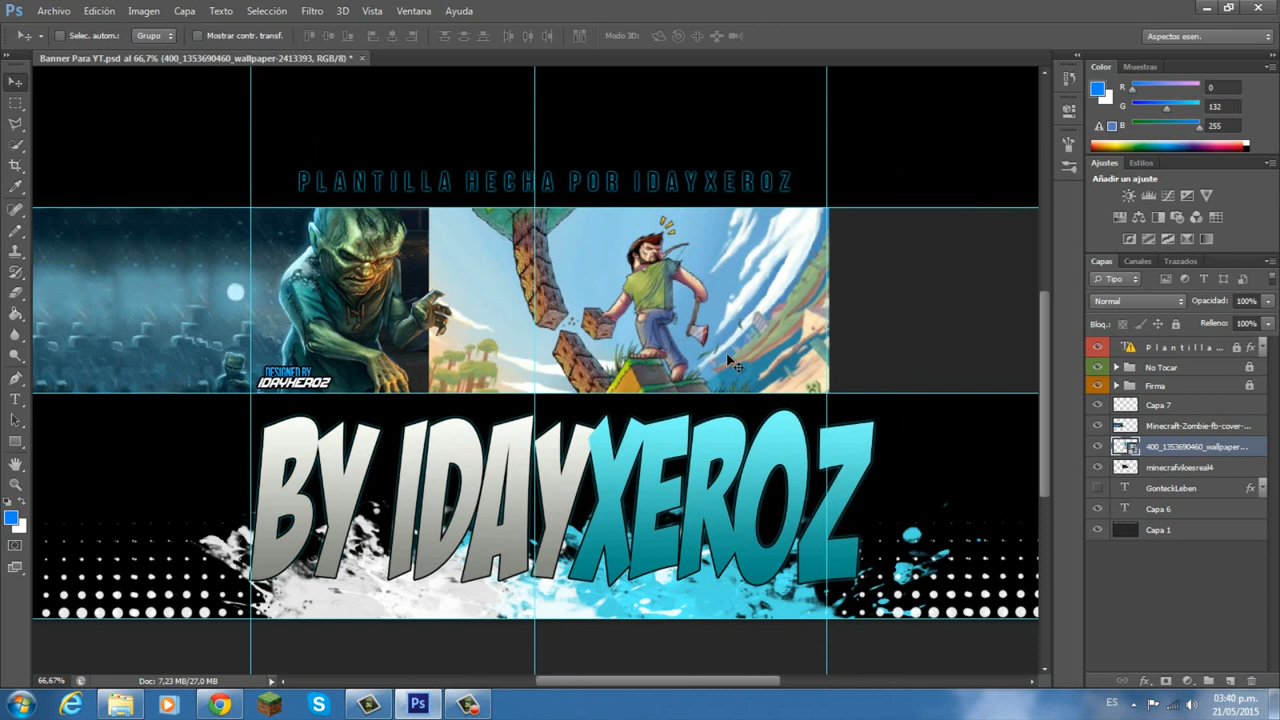 Ps Archivo Edición Imagen Capa Texto Selección Filtro 3D Vista Ventana Ayuda
Selec. autom.: Grupo Mostrar contr. transf. Modo 3D: Aspectos esen.
Banner Para YT.psd al 66,7% (400_1353690460_wallpaper-2413393, RGB/8) * ×
Color Muestras
R 0
G 132
B 255
PLANTILLA HECHA POR IDAYXEROZ
Ajustes Estilos
Añadir un ajuste
Capas Canales Trazados
Tipo
Normal Opacidad: 100%
Bloq.: Relleno: 100%
P l a n t i l l a ...
No Tocar
Firma
Capa 7
Minecraft-Zombie-fb-cover-...
400_1353690460_wallpaper...
minecrafviloesreal4
GonteckLeben
Capa 6
Capa 1
DESIGNED BY
IDAYXEROZ
BY IDAYXEROZ
66,67% Doc: 7,23 MB/27,0 MB
Ps ES 03:40 p.m.
21/05/2015